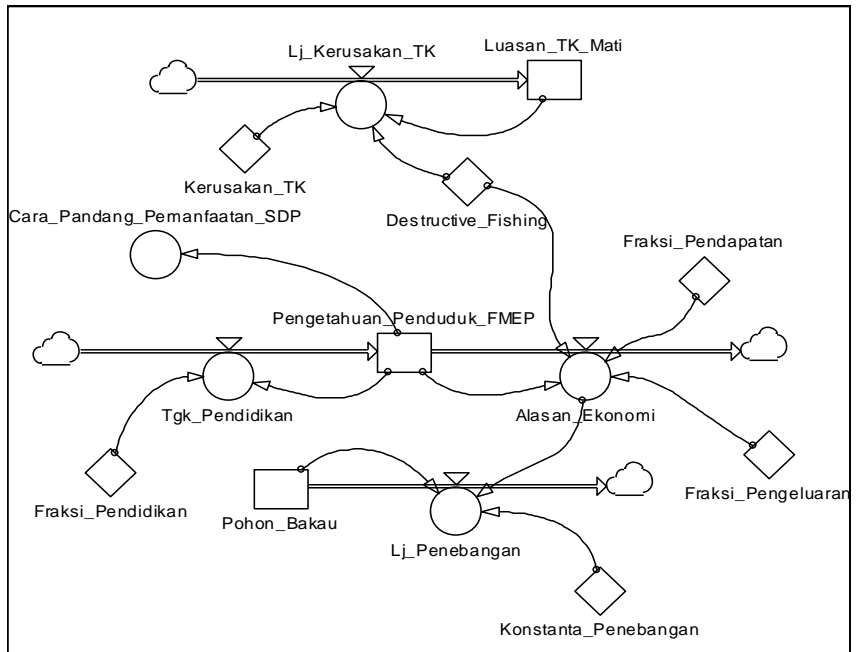 Lj_Kerusakan_TK
Luasan_TK_Mati
Kerusakan_TK
Destructive_Fishing
Cara_Pandang_Pemanfaatan_SDP
Fraksi_Pendapatan
Pengetahuan_Penduduk_FMEP
Tgk_Pendidikan
Alasan_Ekonomi
Fraksi_Pendidikan
Pohon_Bakau
Fraksi_Pengeluaran
Lj_Penebangan
Konstanta_Penebangan